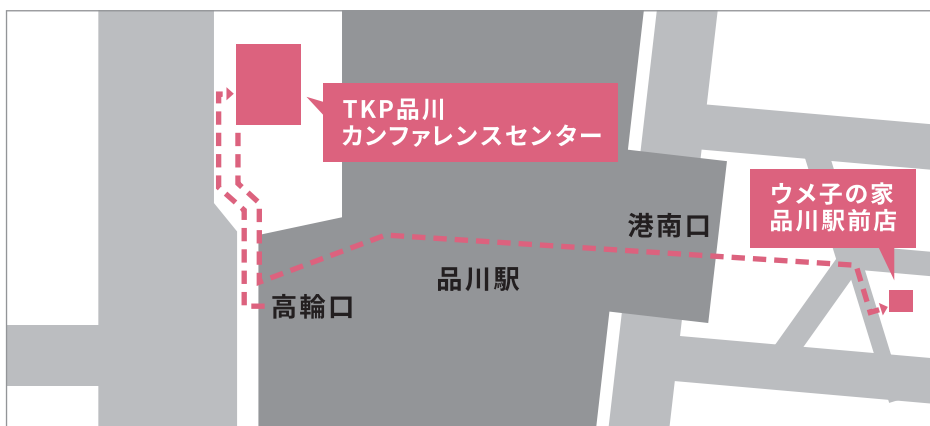 TKP品川
カンファレンスセンター
ウメ子の家
品川駅前店
港南口
品川駅
高輪口